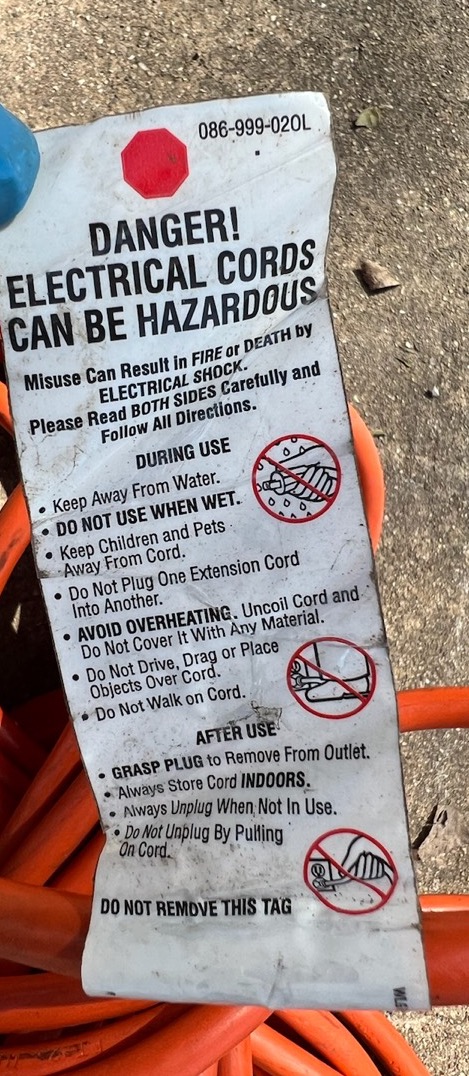 086-999-020L
DANGER!
ELECTRICAL CORDS
CAN BE HAZARDOUS
Misuse Can Result in FIRE or DEATH by
ELECTRICAL SHOCK.
Please Read BOTH SIDES Carefully and
Follow All Directions.
DURING USE
• Keep Away From Water.
• DO NOT USE WHEN WET.
• Keep Children and Pets
Away From Cord.
• Do Not Plug One Extension Cord
Into Another.
• AVOID OVERHEATING. Uncoil Cord and
Do Not Cover It With Any Material.
• Do Not Drive, Drag or Place
Objects Over Cord.
• Do Not Walk on Cord.
AFTER USE
• GRASP PLUG to Remove From Outlet.
• Always Store Cord INDOORS.
• Always Unplug When Not In Use.
• Do Not Unplug By Pulling
On Cord.
DO NOT REMOVE THIS TAG